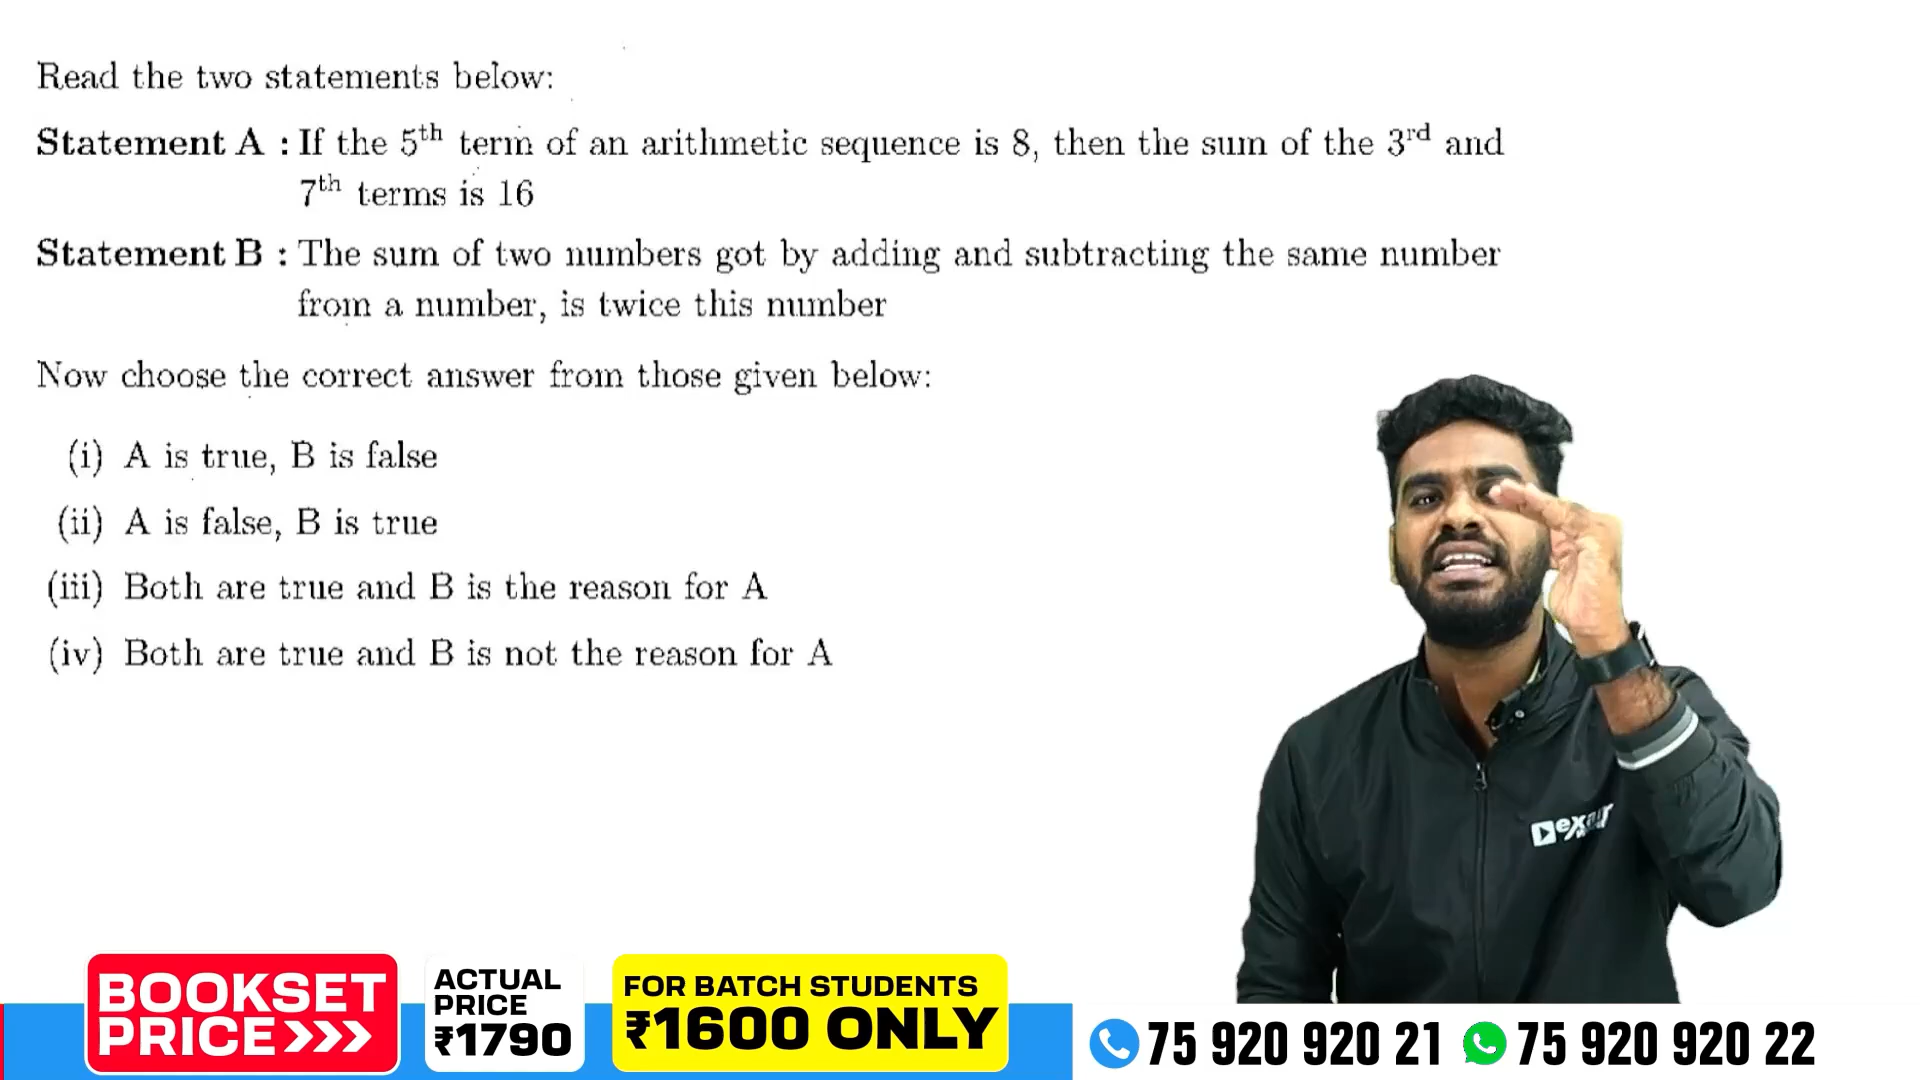 Read the two statements below:
Statement A : If the 5th term of an arithmetic sequence is 8, then the sum of the 3rd and
7th terms is 16
Statement B : The sum of two numbers got by adding and subtracting the same number
from a number, is twice this number
Now choose the correct answer from those given below:
(i) A is true, B is false
(ii) A is false, B is true
(iii) Both are true and B is the reason for A
(iv) Both are true and B is not the reason for A
BOOKSET
PRICE >>>
ACTUAL
PRICE
₹1790
FOR BATCH STUDENTS
₹1600 ONLY
75 920 920 21
75 920 920 22